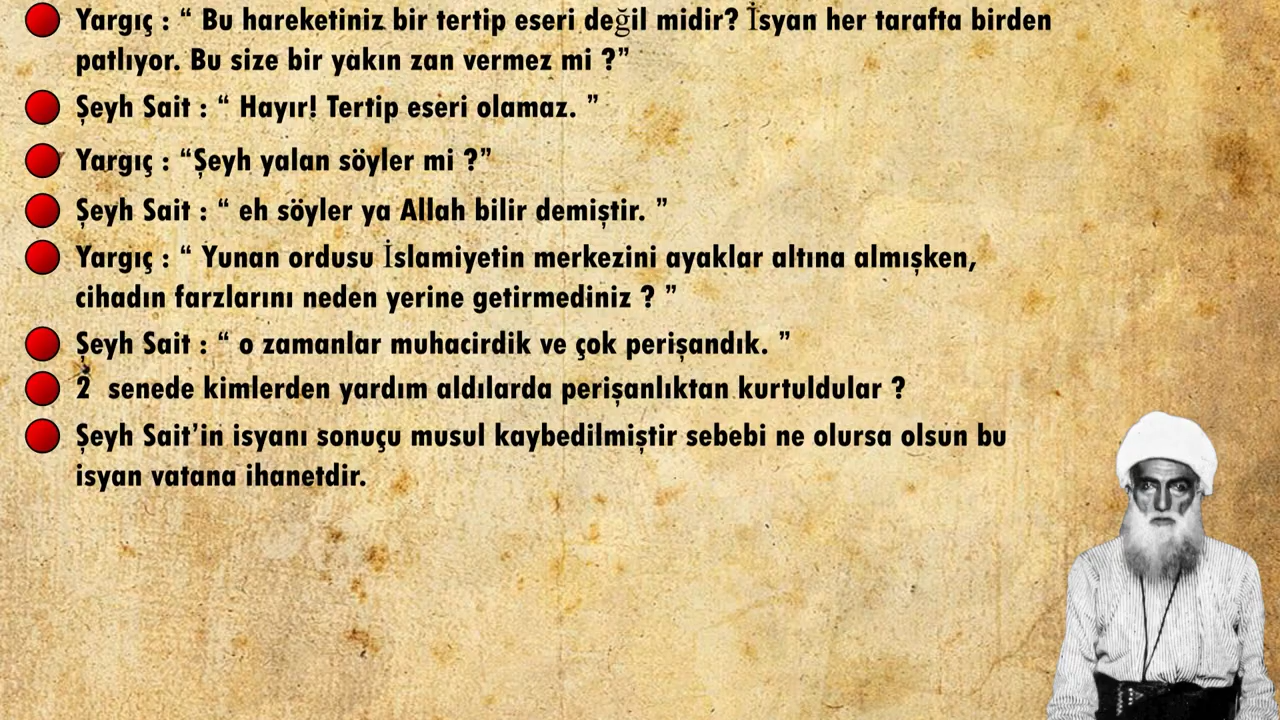 Yargıç : “ Bu hareketiniz bir tertip eseri değil midir? İsyan her tarafta birden
patlıyor. Bu size bir yakın zan vermez mi ?”
Şeyh Sait : “ Hayır! Tertip eseri olamaz. ”
Yargıç : “Şeyh yalan söyler mi ?”
Şeyh Sait : “ eh söyler ya Allah bilir demiştir. ”
Yargıç : “ Yunan ordusu İslamiyetin merkezini ayaklar altına almışken,
cihadın farzlarını neden yerine getirmediniz ? ”
Şeyh Sait : “ o zamanlar muhacirdik ve çok perişandık. ”
2 senede kimlerden yardım aldılarda perişanlıktan kurtuldular ?
Şeyh Sait’in isyanı sonuçu musul kaybedilmiştir sebebi ne olursa olsun bu
isyan vatana ihanetdir.